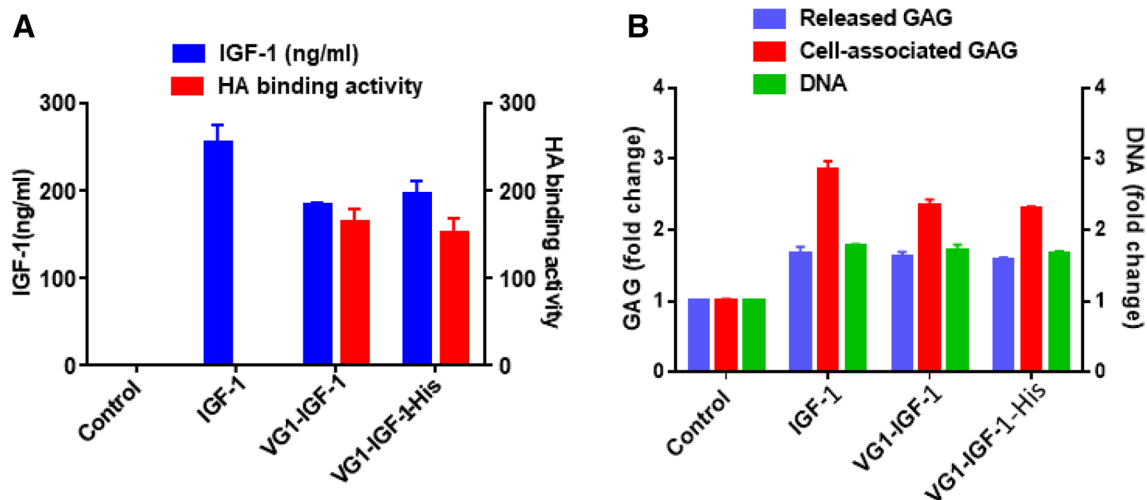 A
IGF-1 (ng/ml)
HA binding activity
300
200
100
0
IGF-1(ng/ml)
300
200
100
0
HA binding activity
Control
IGF-1
VG1-IGF-1
VG1-IGF-1-His
B
Released GAG
Cell-associated GAG
DNA
4
3
2
1
0
GAG (fold change)
4
3
2
1
0
DNA (fold change)
Control
IGF-1
VG1-IGF-1
VG1-IGF-1-His